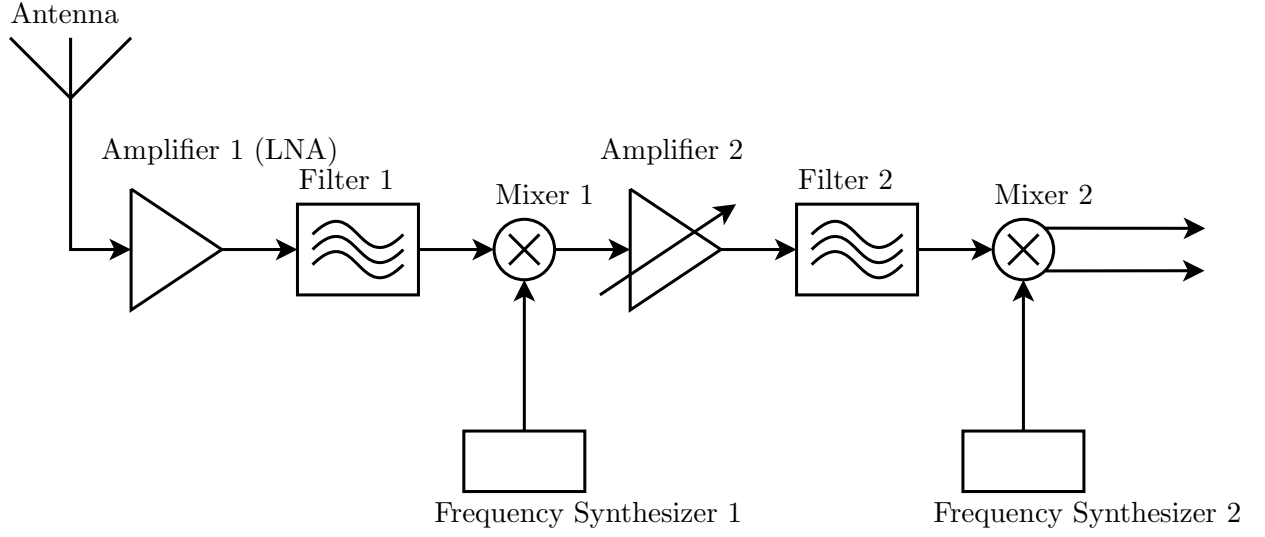 Antenna
Amplifier 1 (LNA)
Filter 1
Mixer 1
Amplifier 2
Filter 2
Mixer 2
Frequency Synthesizer 1
Frequency Synthesizer 2